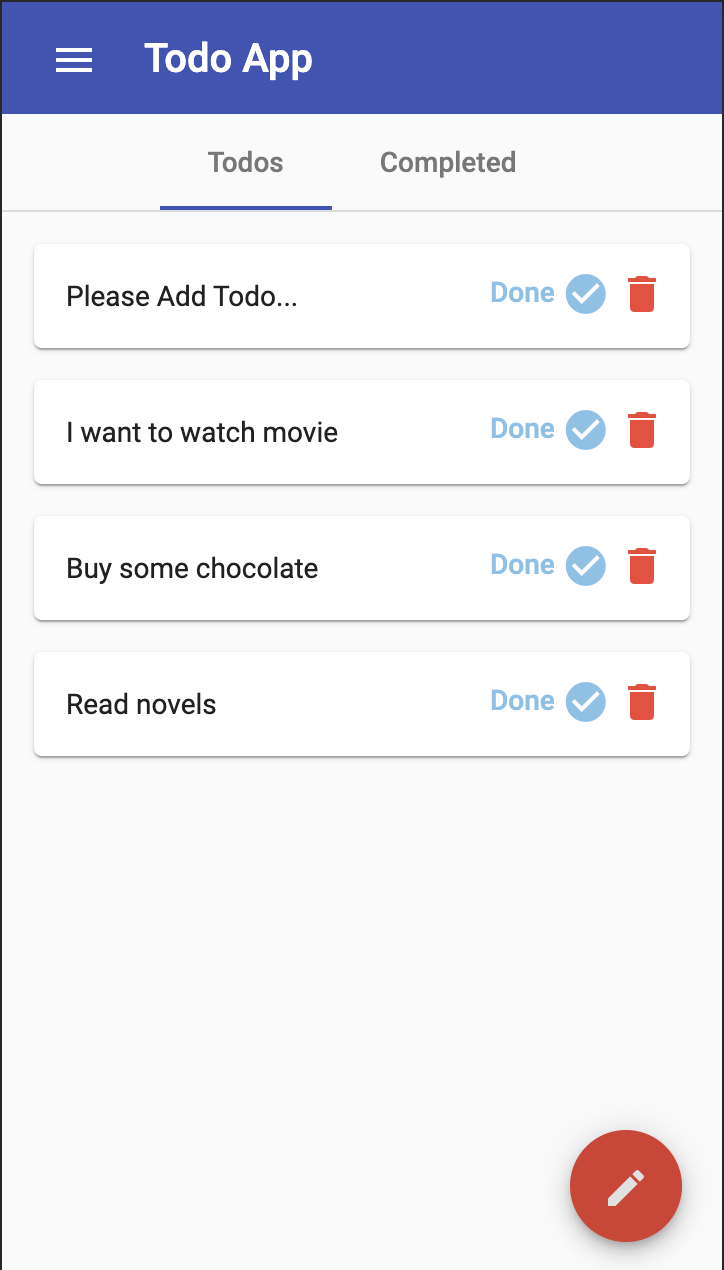 Todo App
Todos Completed
Please Add Todo... Done
I want to watch movie Done
Buy some chocolate Done
Read novels Done